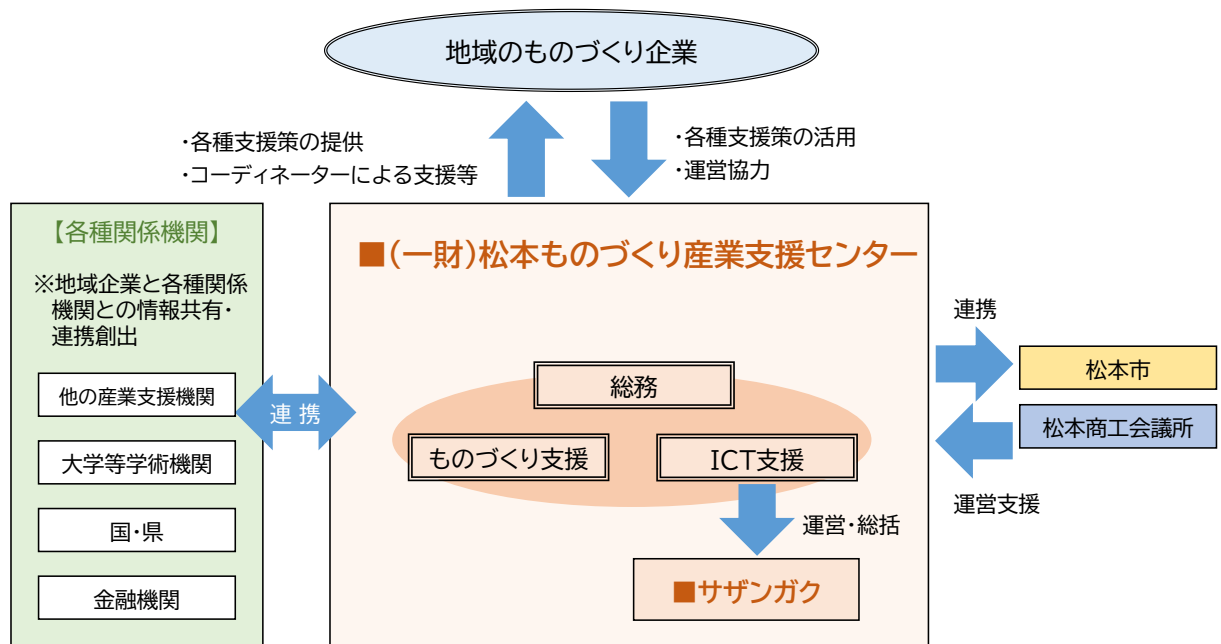 地域のものづくり企業
・各種支援策の提供
・コーディネーターによる支援等
・各種支援策の活用
・運営協力
【各種関係機関】
※地域企業と各種関係
機関との情報共有・
連携創出
他の産業支援機関
大学等学術機関
国・県
金融機関
連 携
■(一財)松本ものづくり産業支援センター
総務
ものづくり支援
ICT支援
運営・総括
■サザンガク
連携
松本市
松本商工会議所
運営支援